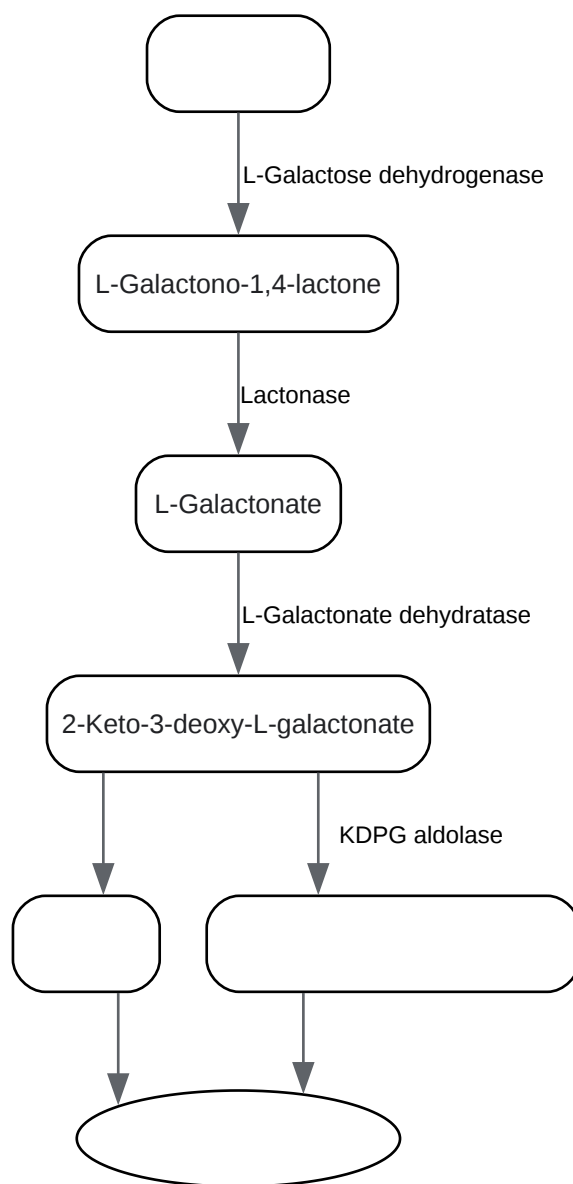 L-Galactose dehydrogenase
L-Galactono-1,4-lactone
Lactonase
L-Galactonate
L-Galactonate dehydratase
2-Keto-3-deoxy-L-galactonate
KDPG aldolase